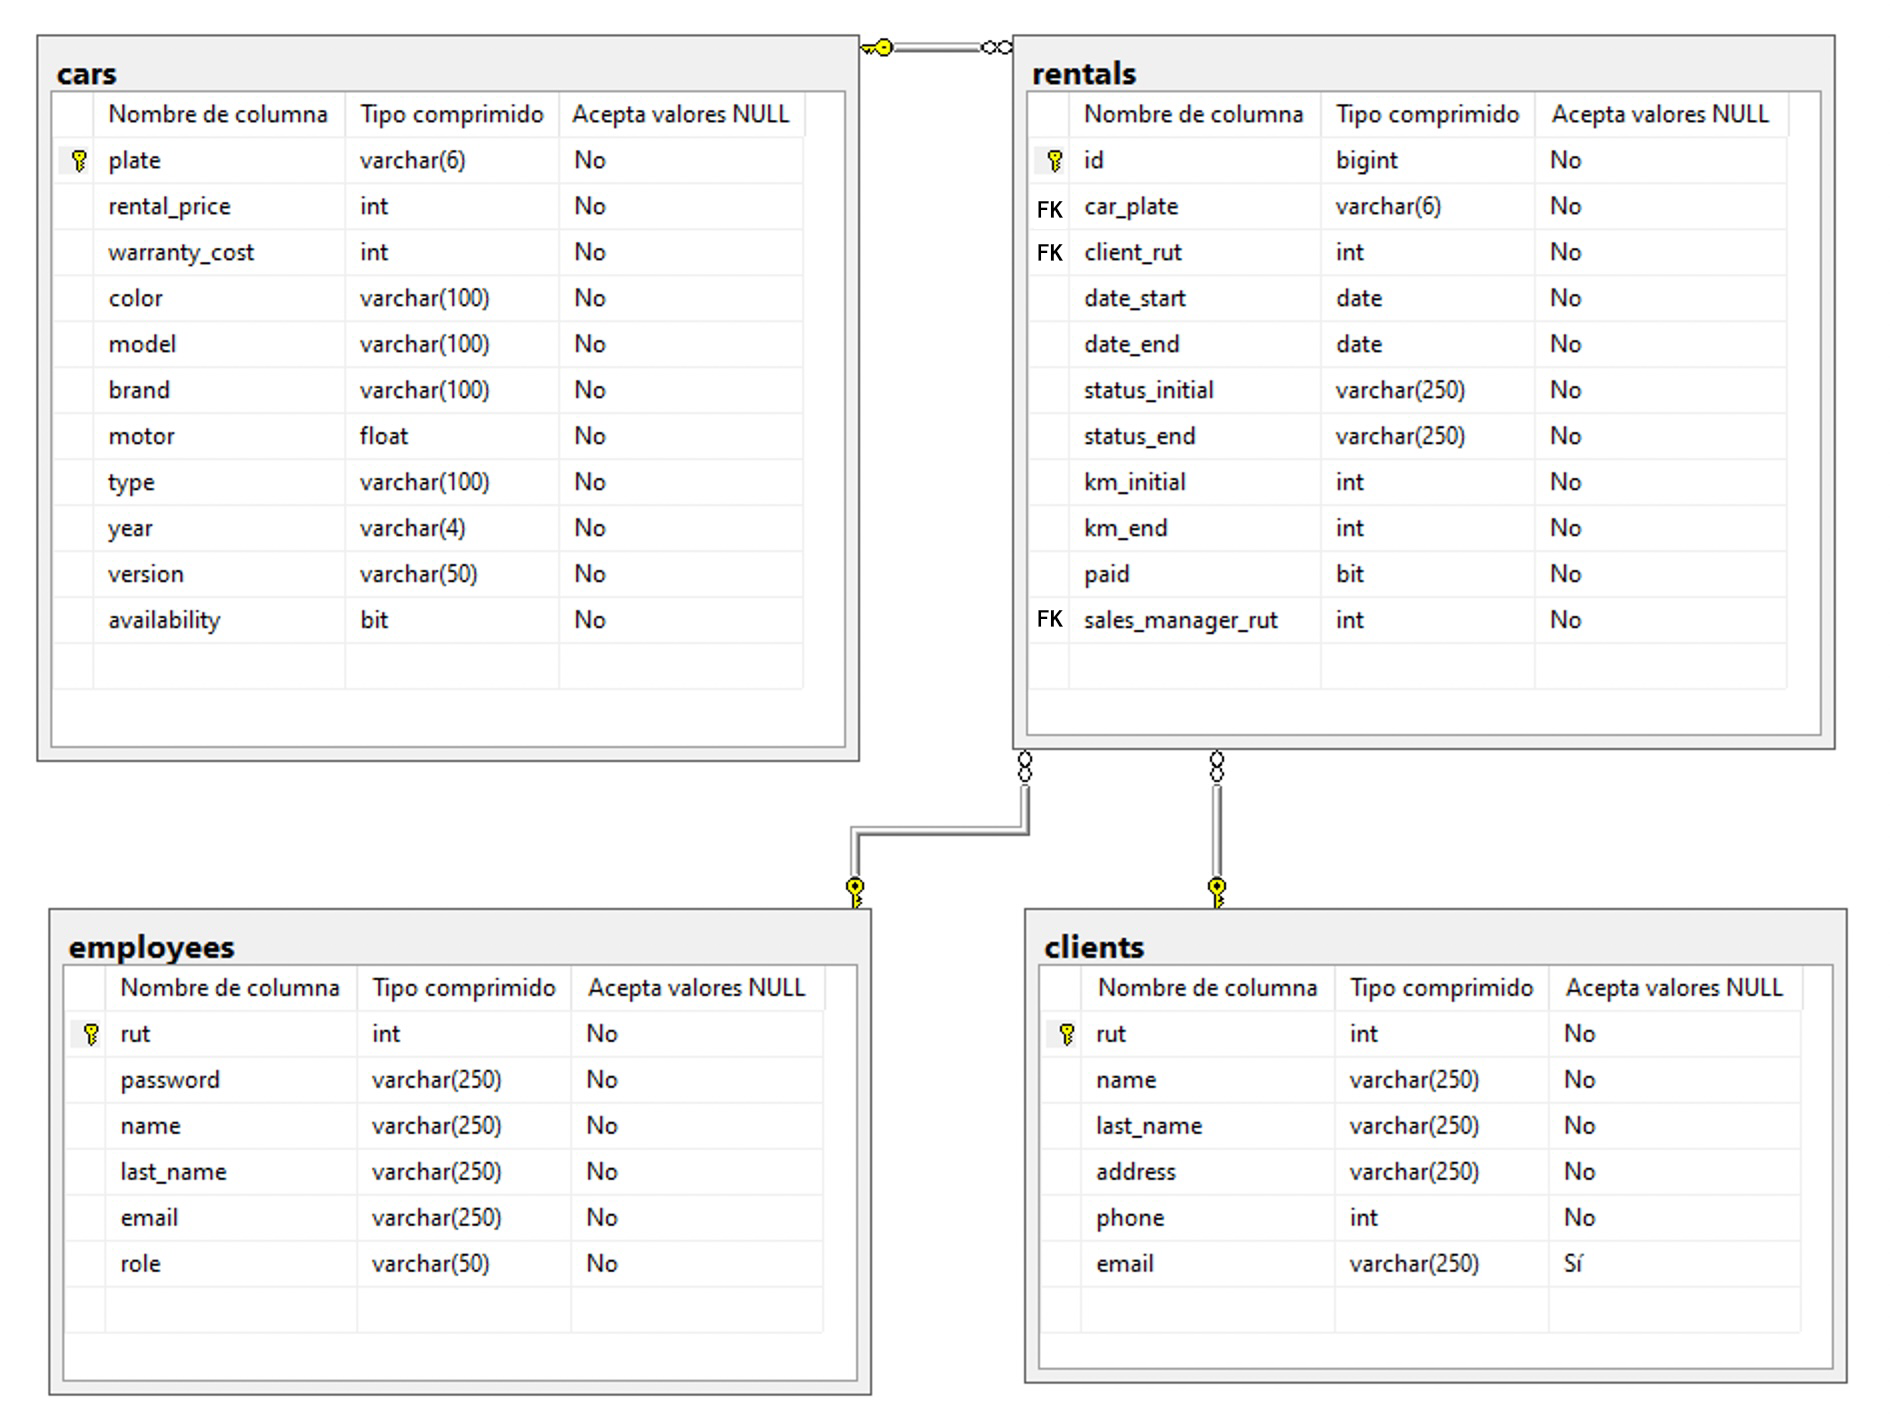 cars
Nombre de columna Tipo comprimido Acepta valores NULL
plate varchar(6) No
rental_price int No
warranty_cost int No
color varchar(100) No
model varchar(100) No
brand varchar(100) No
motor float No
type varchar(100) No
year varchar(4) No
version varchar(50) No
availability bit No
rentals
Nombre de columna Tipo comprimido Acepta valores NULL
id bigint No
FK car_plate varchar(6) No
FK client_rut int No
date_start date No
date_end date No
status_initial varchar(250) No
status_end varchar(250) No
km_initial int No
km_end int No
paid bit No
FK sales_manager_rut int No
employees
Nombre de columna Tipo comprimido Acepta valores NULL
rut int No
password varchar(250) No
name varchar(250) No
last_name varchar(250) No
email varchar(250) No
role varchar(50) No
clients
Nombre de columna Tipo comprimido Acepta valores NULL
rut int No
name varchar(250) No
last_name varchar(250) No
address varchar(250) No
phone int No
email varchar(250) Sí